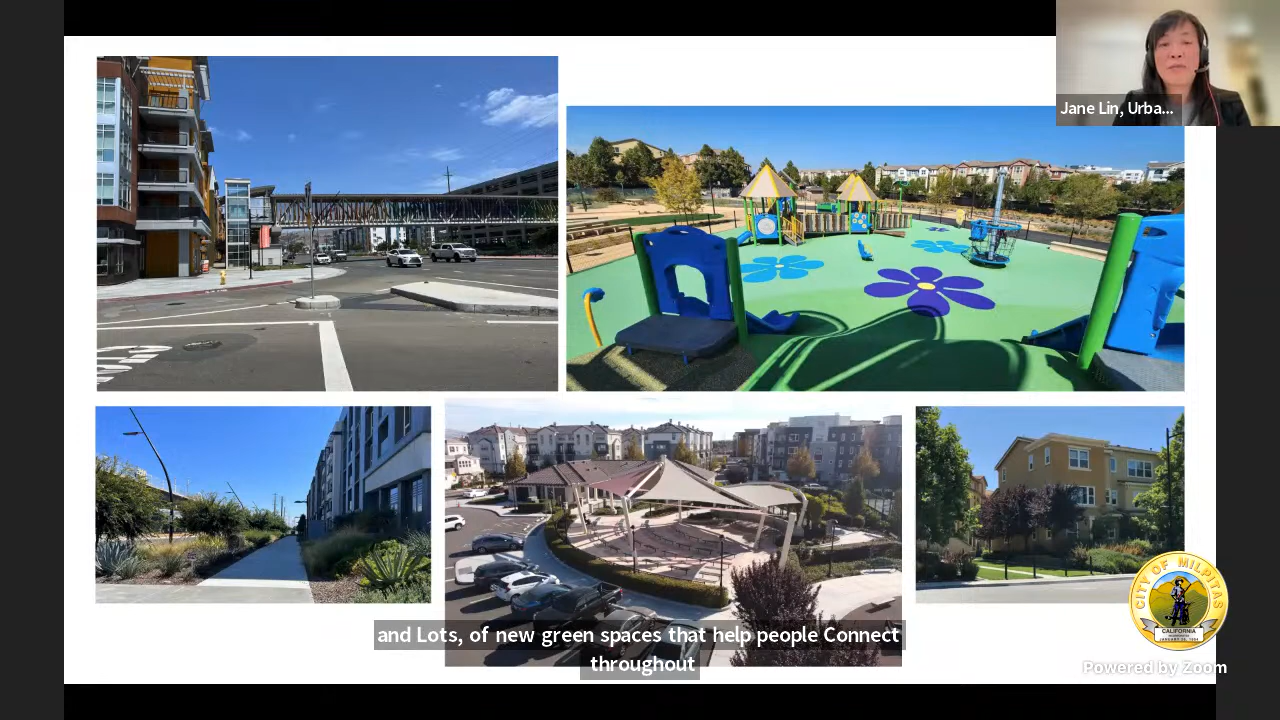 Jane Lin, Urba...
CITY OF MILPITAS
CALIFORNIA
and Lots, of new green spaces that help people Connect
throughout
Powered by Zoom